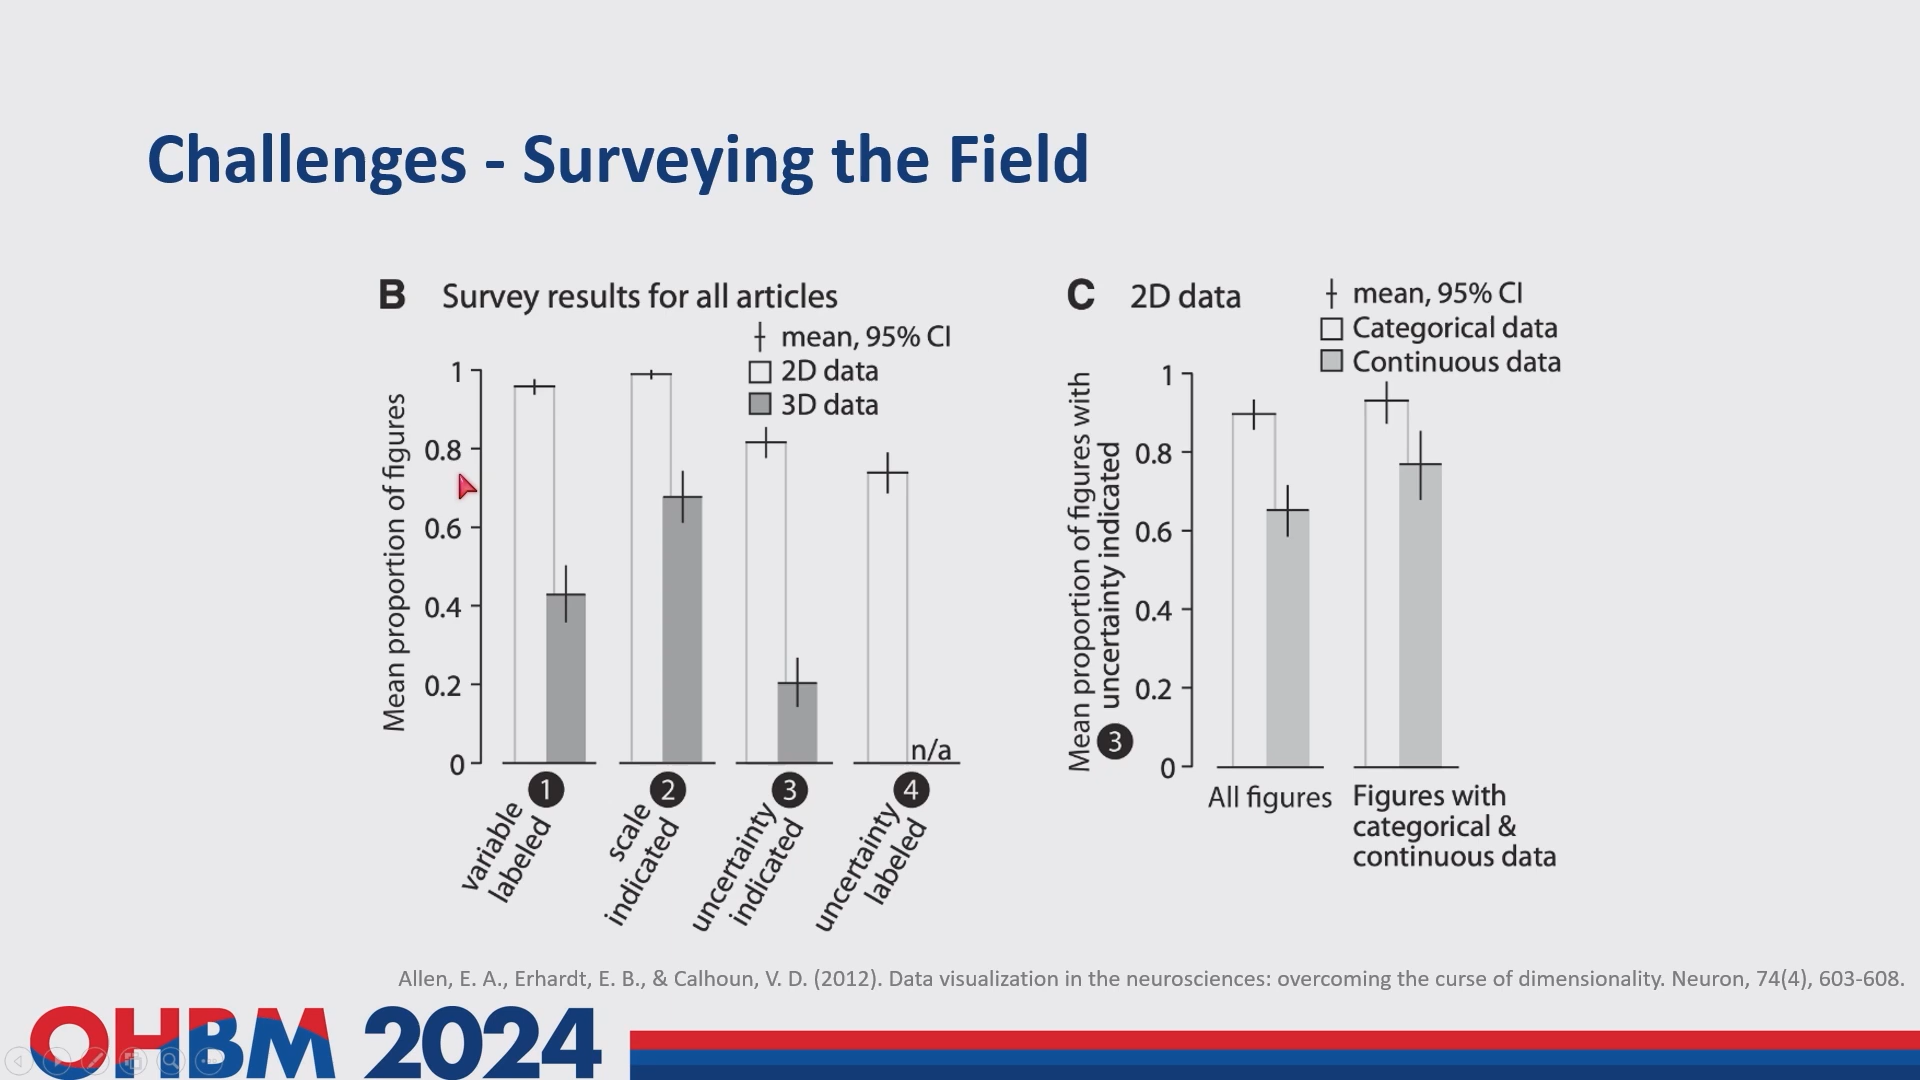 Challenges - Surveying the Field
B Survey results for all articles
mean, 95% CI
2D data
3D data
Mean proportion of figures
1
0.8
0.6
0.4
0.2
0
n/a
1
variable
labeled
2
scale
indicated
3
uncertainty
indicated
4
uncertainty
labeled
C 2D data
mean, 95% CI
Categorical data
Continuous data
Mean proportion of figures with
uncertainty indicated
3
1
0.8
0.6
0.4
0.2
0
All figures
Figures with
categorical &
continuous data
Allen, E. A., Erhardt, E. B., & Calhoun, V. D. (2012). Data visualization in the neurosciences: overcoming the curse of dimensionality. Neuron, 74(4), 603-608.
OHBM 2024